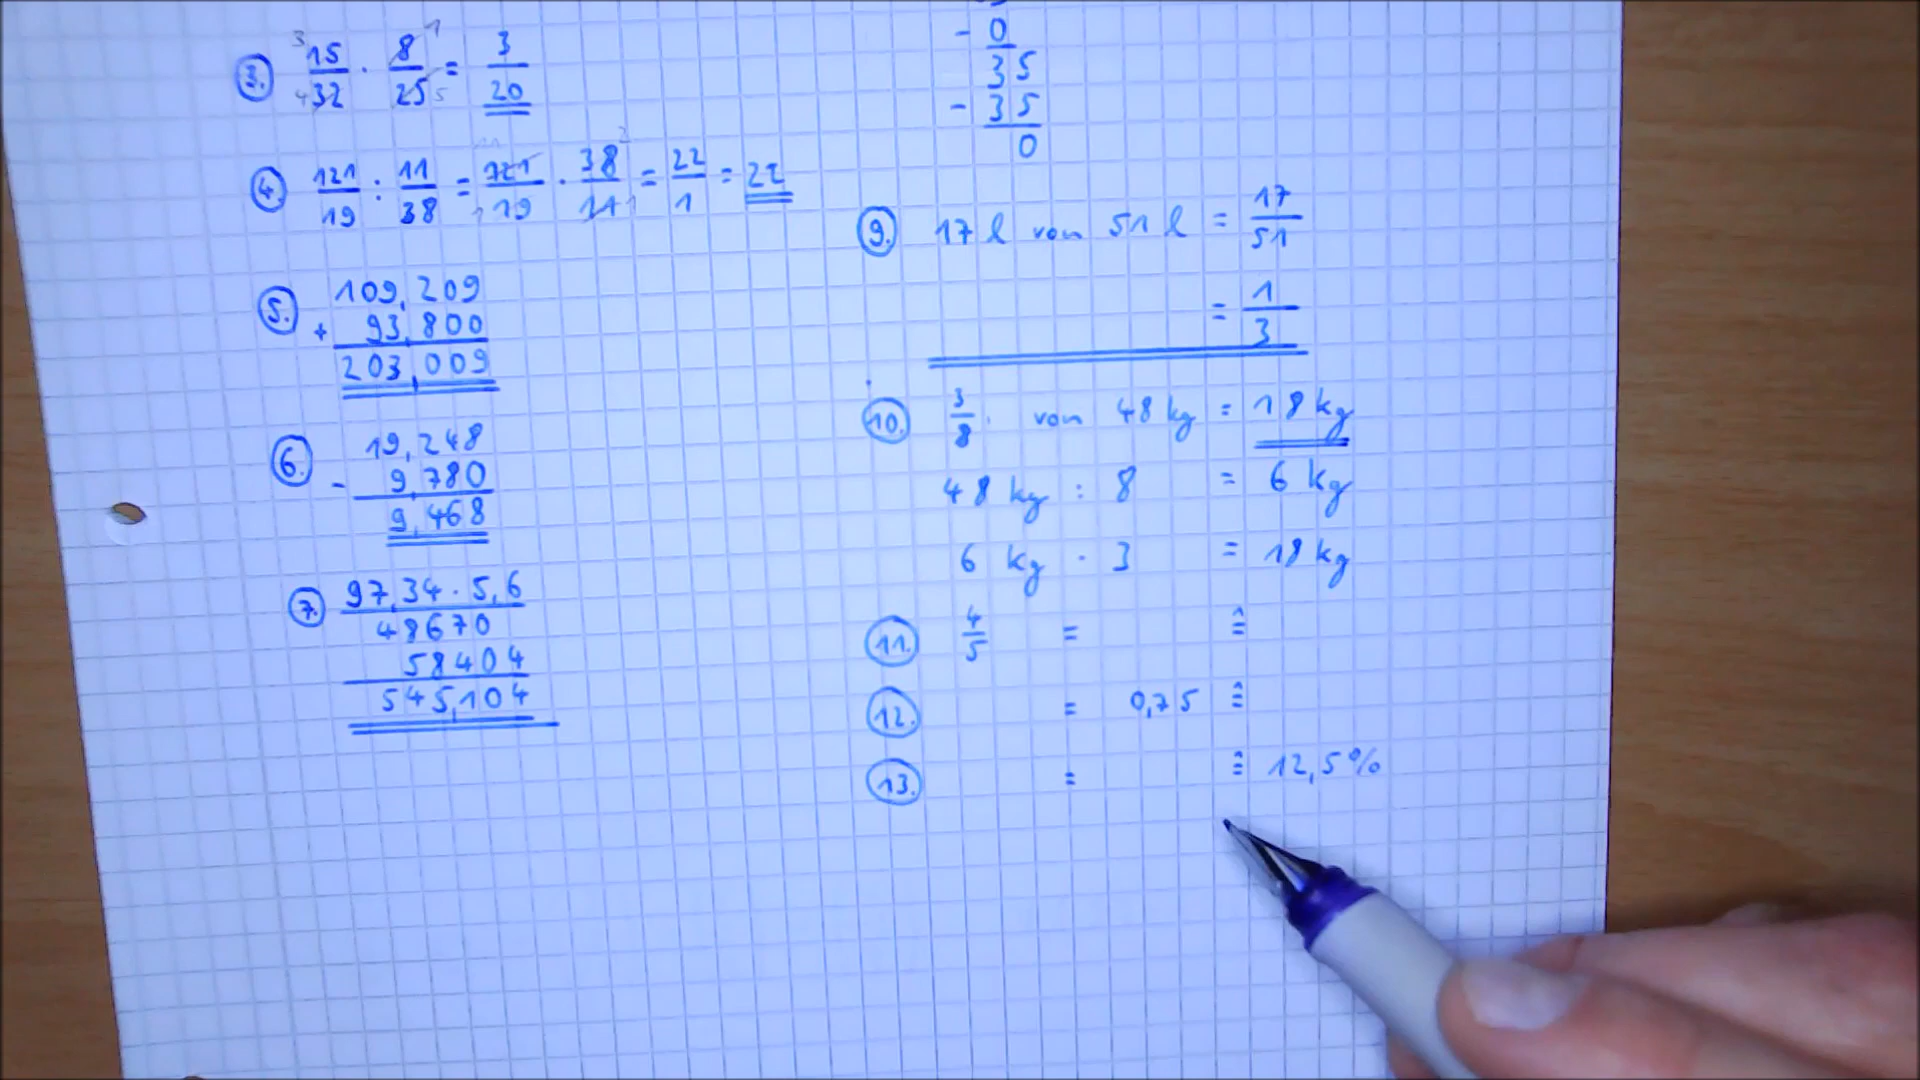 3. 15/32 · 8/25 = 3/20
4. 121/19 : 11/38 = 121/19 · 38/11 = 22/1 = 22
5. 109,209
+ 93,800
203,009
6. 19,248
- 9,780
9,468
7. 97,34 · 5,6
48670
58404
545,104
- 0
35
- 35
0
9. 17 l von 51 l = 17/51
= 1/3
10. 3/8 · von 48 kg = 18 kg
48 kg : 8 = 6 kg
6 kg · 3 = 18 kg
11. 4/5 = ≙
12. = 0,75 ≙
13. = ≙ 12,5%